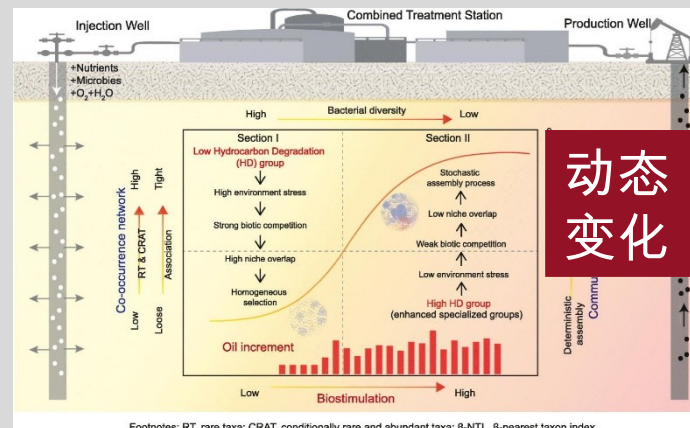 Injection Well
Combined Treatment Station
Production Well
+Nutrients
+Microbies
+O2+H2O
High
Bacterial diversity
Low
Section I
Low Hydrocarbon Degradation
(HD) group
High environment stress
Strong biotic competition
High niche overlap
Homogeneous
selection
Section II
Stochastic
assembly process
Low niche overlap
Weak biotic competition
Low environment stress
High HD group
(enhanced specialized groups)
Co-occurrence network
Low
RT & CRAT
High
Loose
Association
Tight
动态
变化
Deterministic
assembly
Oil increment
Low
Biostimulation
High